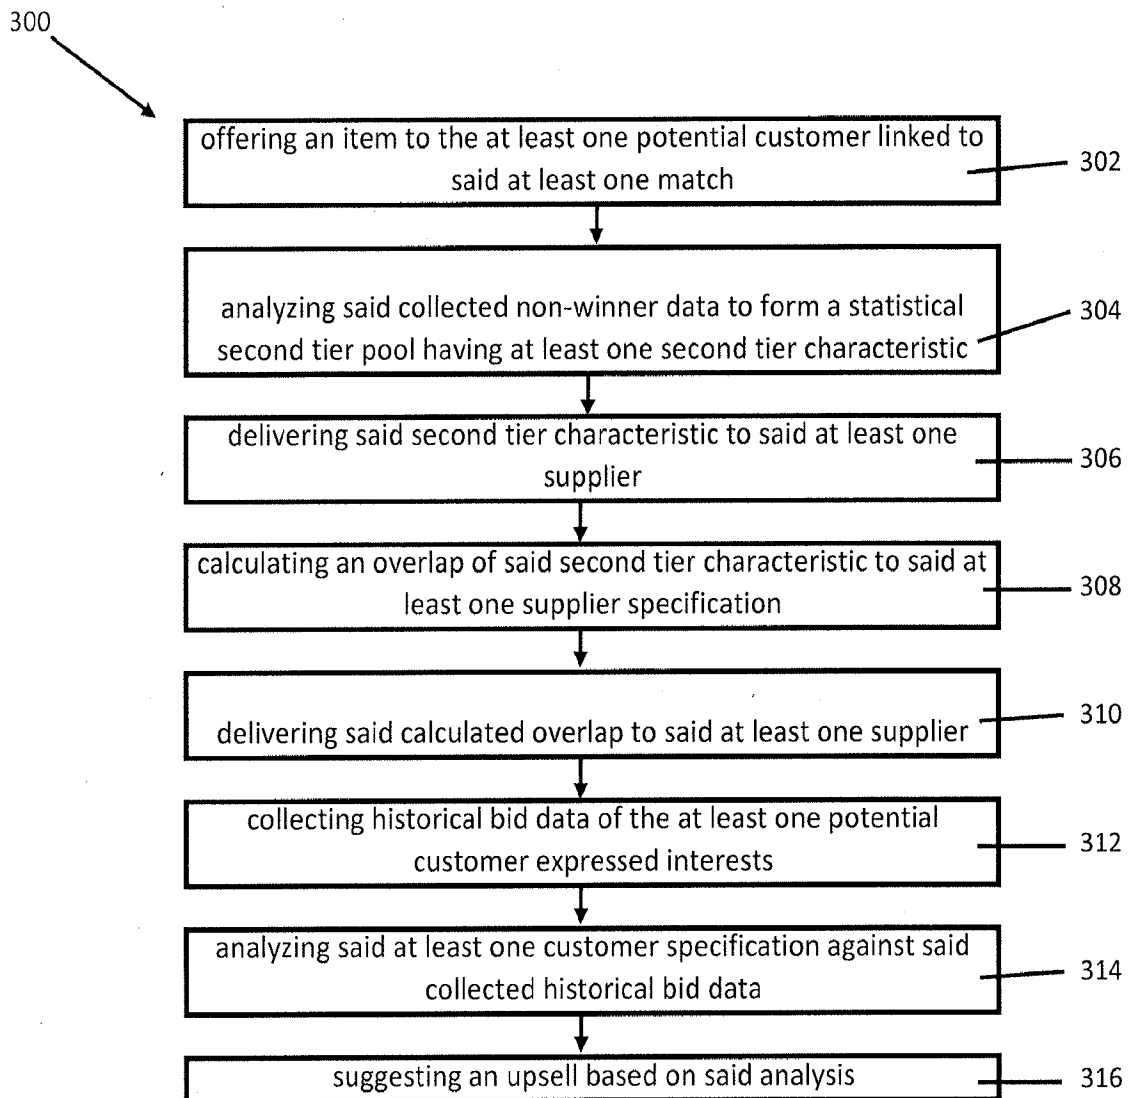 300
offering an item to the at least one potential customer linked to
said at least one match
302
analyzing said collected non-winner data to form a statistical
second tier pool having at least one second tier characteristic
304
delivering said second tier characteristic to said at least one
supplier
306
calculating an overlap of said second tier characteristic to said at
least one supplier specification
308
delivering said calculated overlap to said at least one supplier
310
collecting historical bid data of the at least one potential
customer expressed interests
312
analyzing said at least one customer specification against said
collected historical bid data
314
suggesting an upsell based on said analysis
316